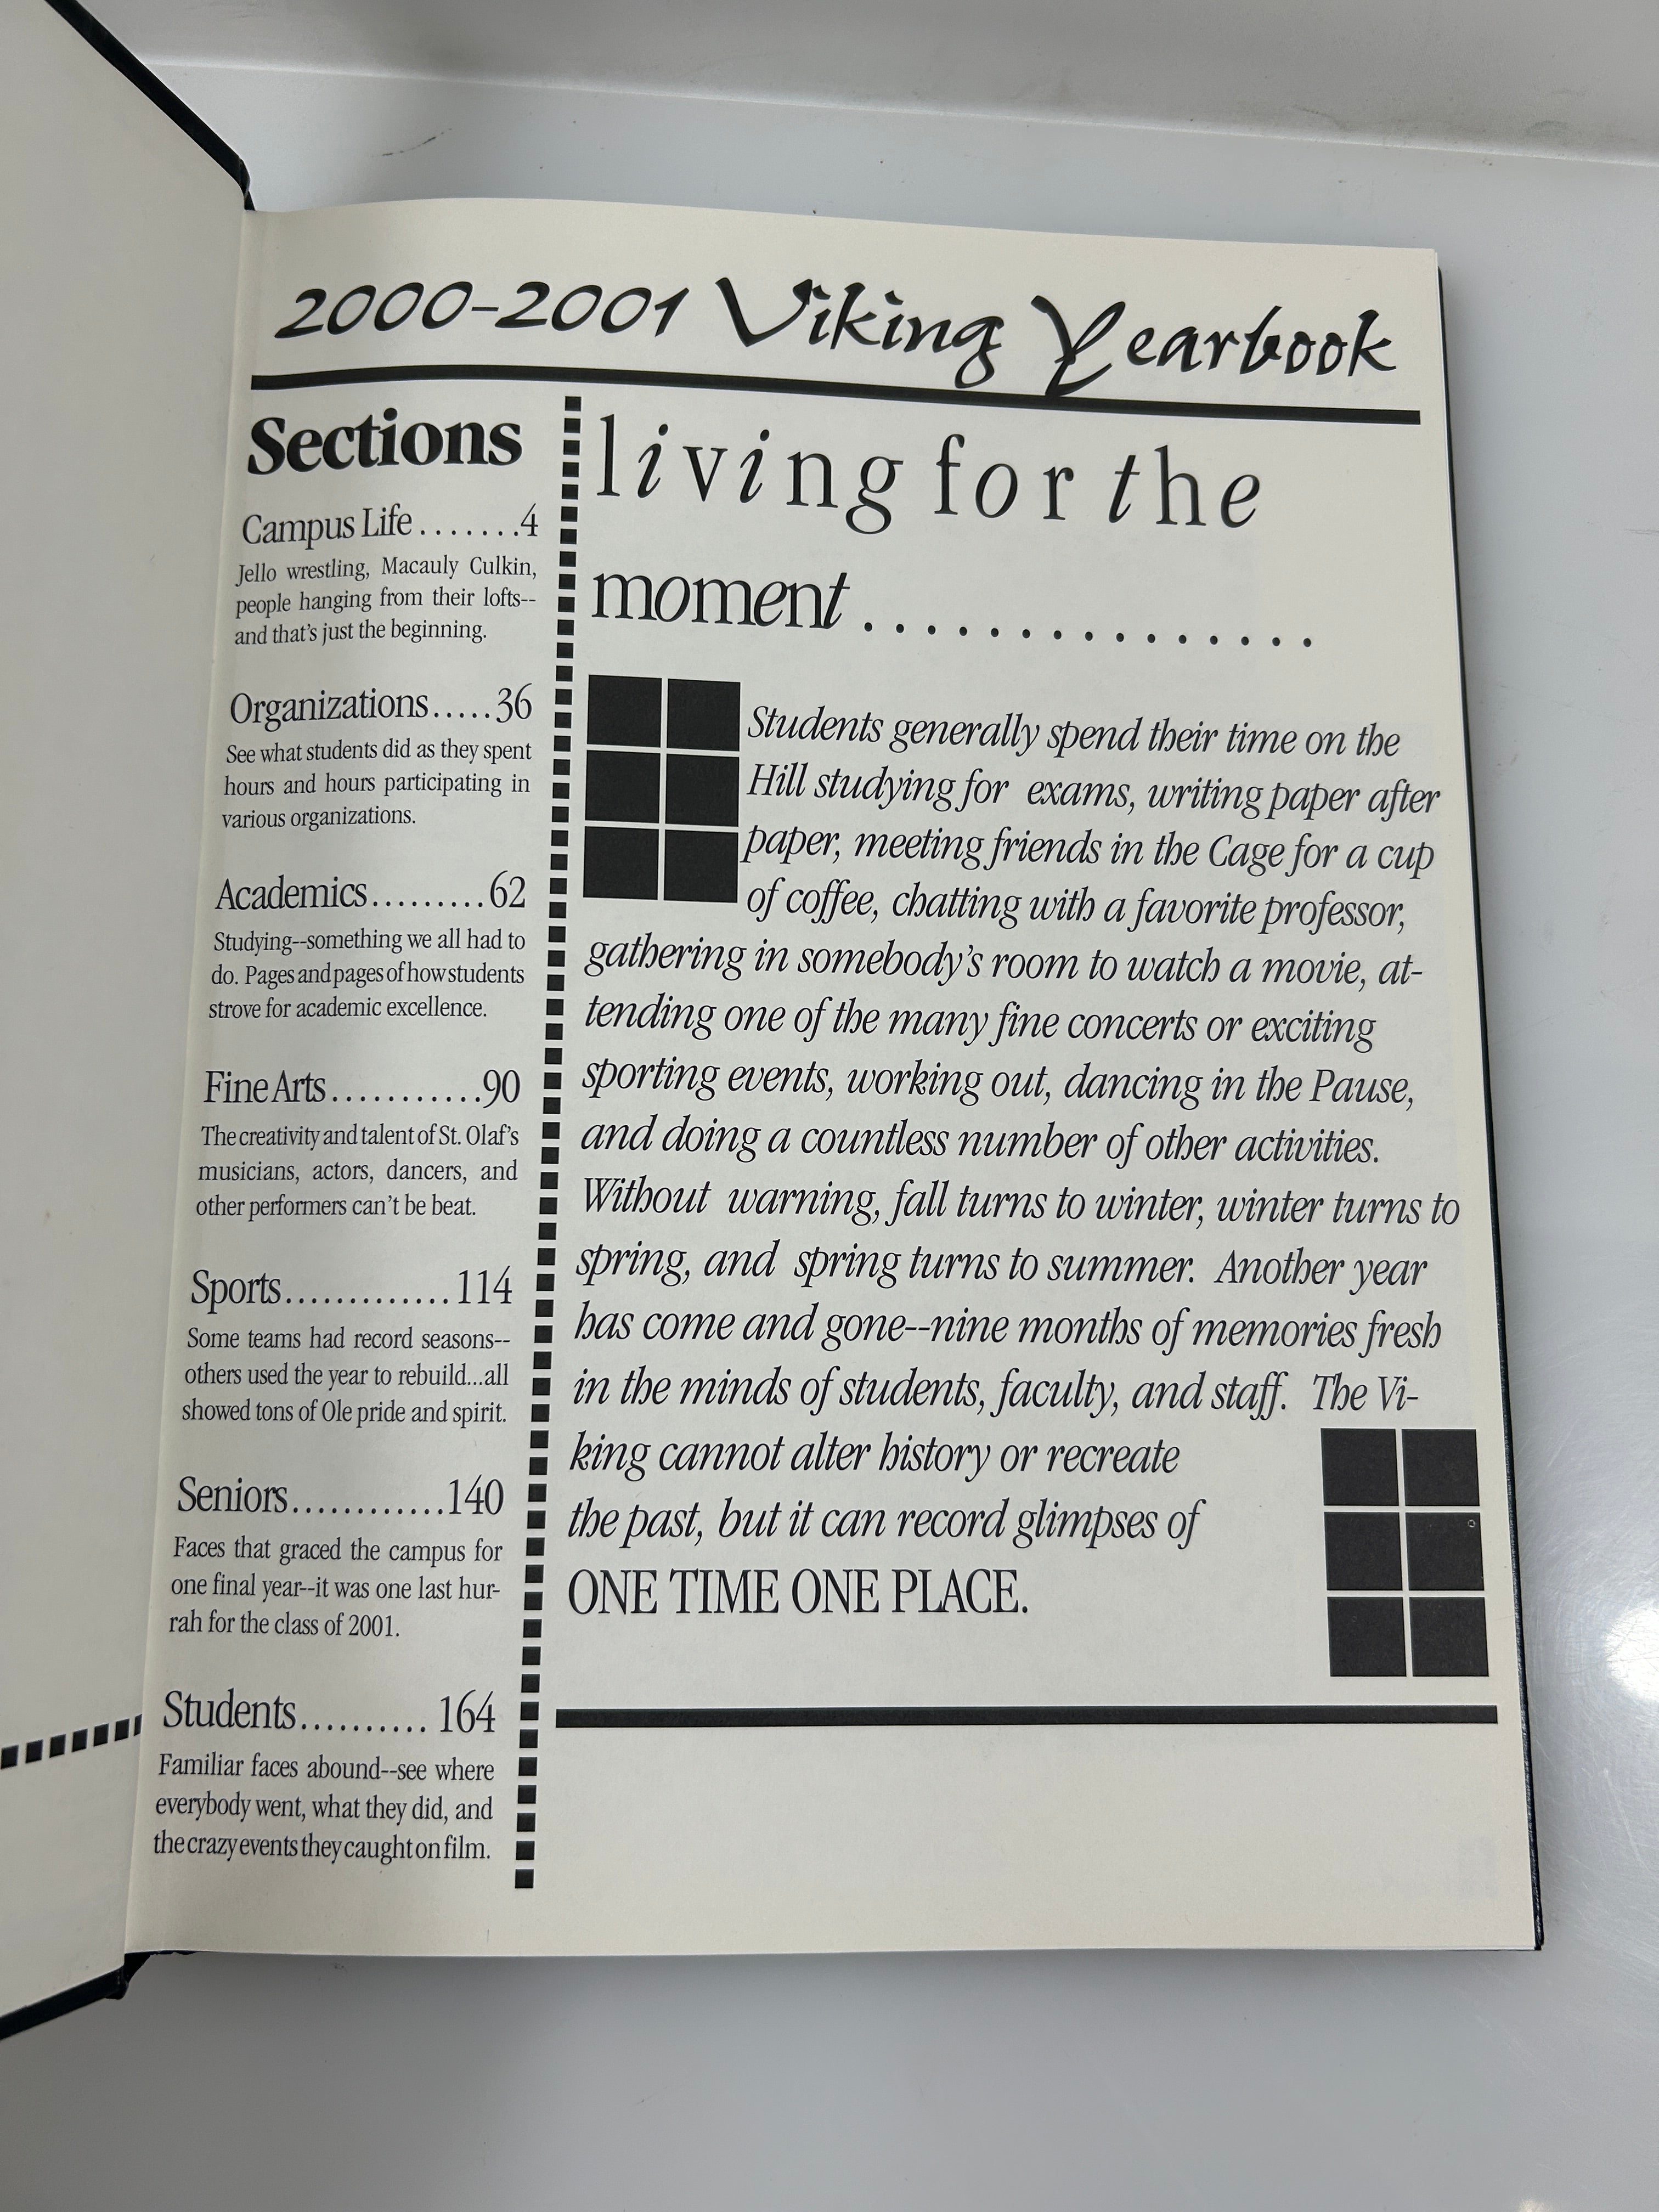 2000-2001 Viking Yearbook
Sections
Campus Life.......4
Jello wrestling, Macauly Culkin,
people hanging from their lofts--
and that's just the beginning.
Organizations.....36
See what students did as they spent
hours and hours participating in
various organizations.
Academics.........62
Studying--something we all had to
do. Pages and pages of how students
strove for academic excellence.
Fine Arts............90
The creativity and talent of St. Olaf's
musicians, actors, dancers, and
other performers can't be beat.
Sports.............114
Some teams had record seasons--
others used the year to rebuild...all
showed tons of Ole pride and spirit.
Seniors............140
Faces that graced the campus for
one final year--it was one last hur-
rah for the class of 2001.
Students.......... 164
Familiar faces abound--see where
everybody went, what they did, and
the crazy events they caught on film.
living for the
moment . . . . . . . . . . . . . . .
Students generally spend their time on the
Hill studying for exams, writing paper after
paper, meeting friends in the Cage for a cup
of coffee, chatting with a favorite professor,
gathering in somebody's room to watch a movie, at-
tending one of the many fine concerts or exciting
sporting events, working out, dancing in the Pause,
and doing a countless number of other activities.
Without warning, fall turns to winter, winter turns to
spring, and spring turns to summer. Another year
has come and gone--nine months of memories fresh
in the minds of students, faculty, and staff. The Vi-
king cannot alter history or recreate
the past, but it can record glimpses of
ONE TIME ONE PLACE.